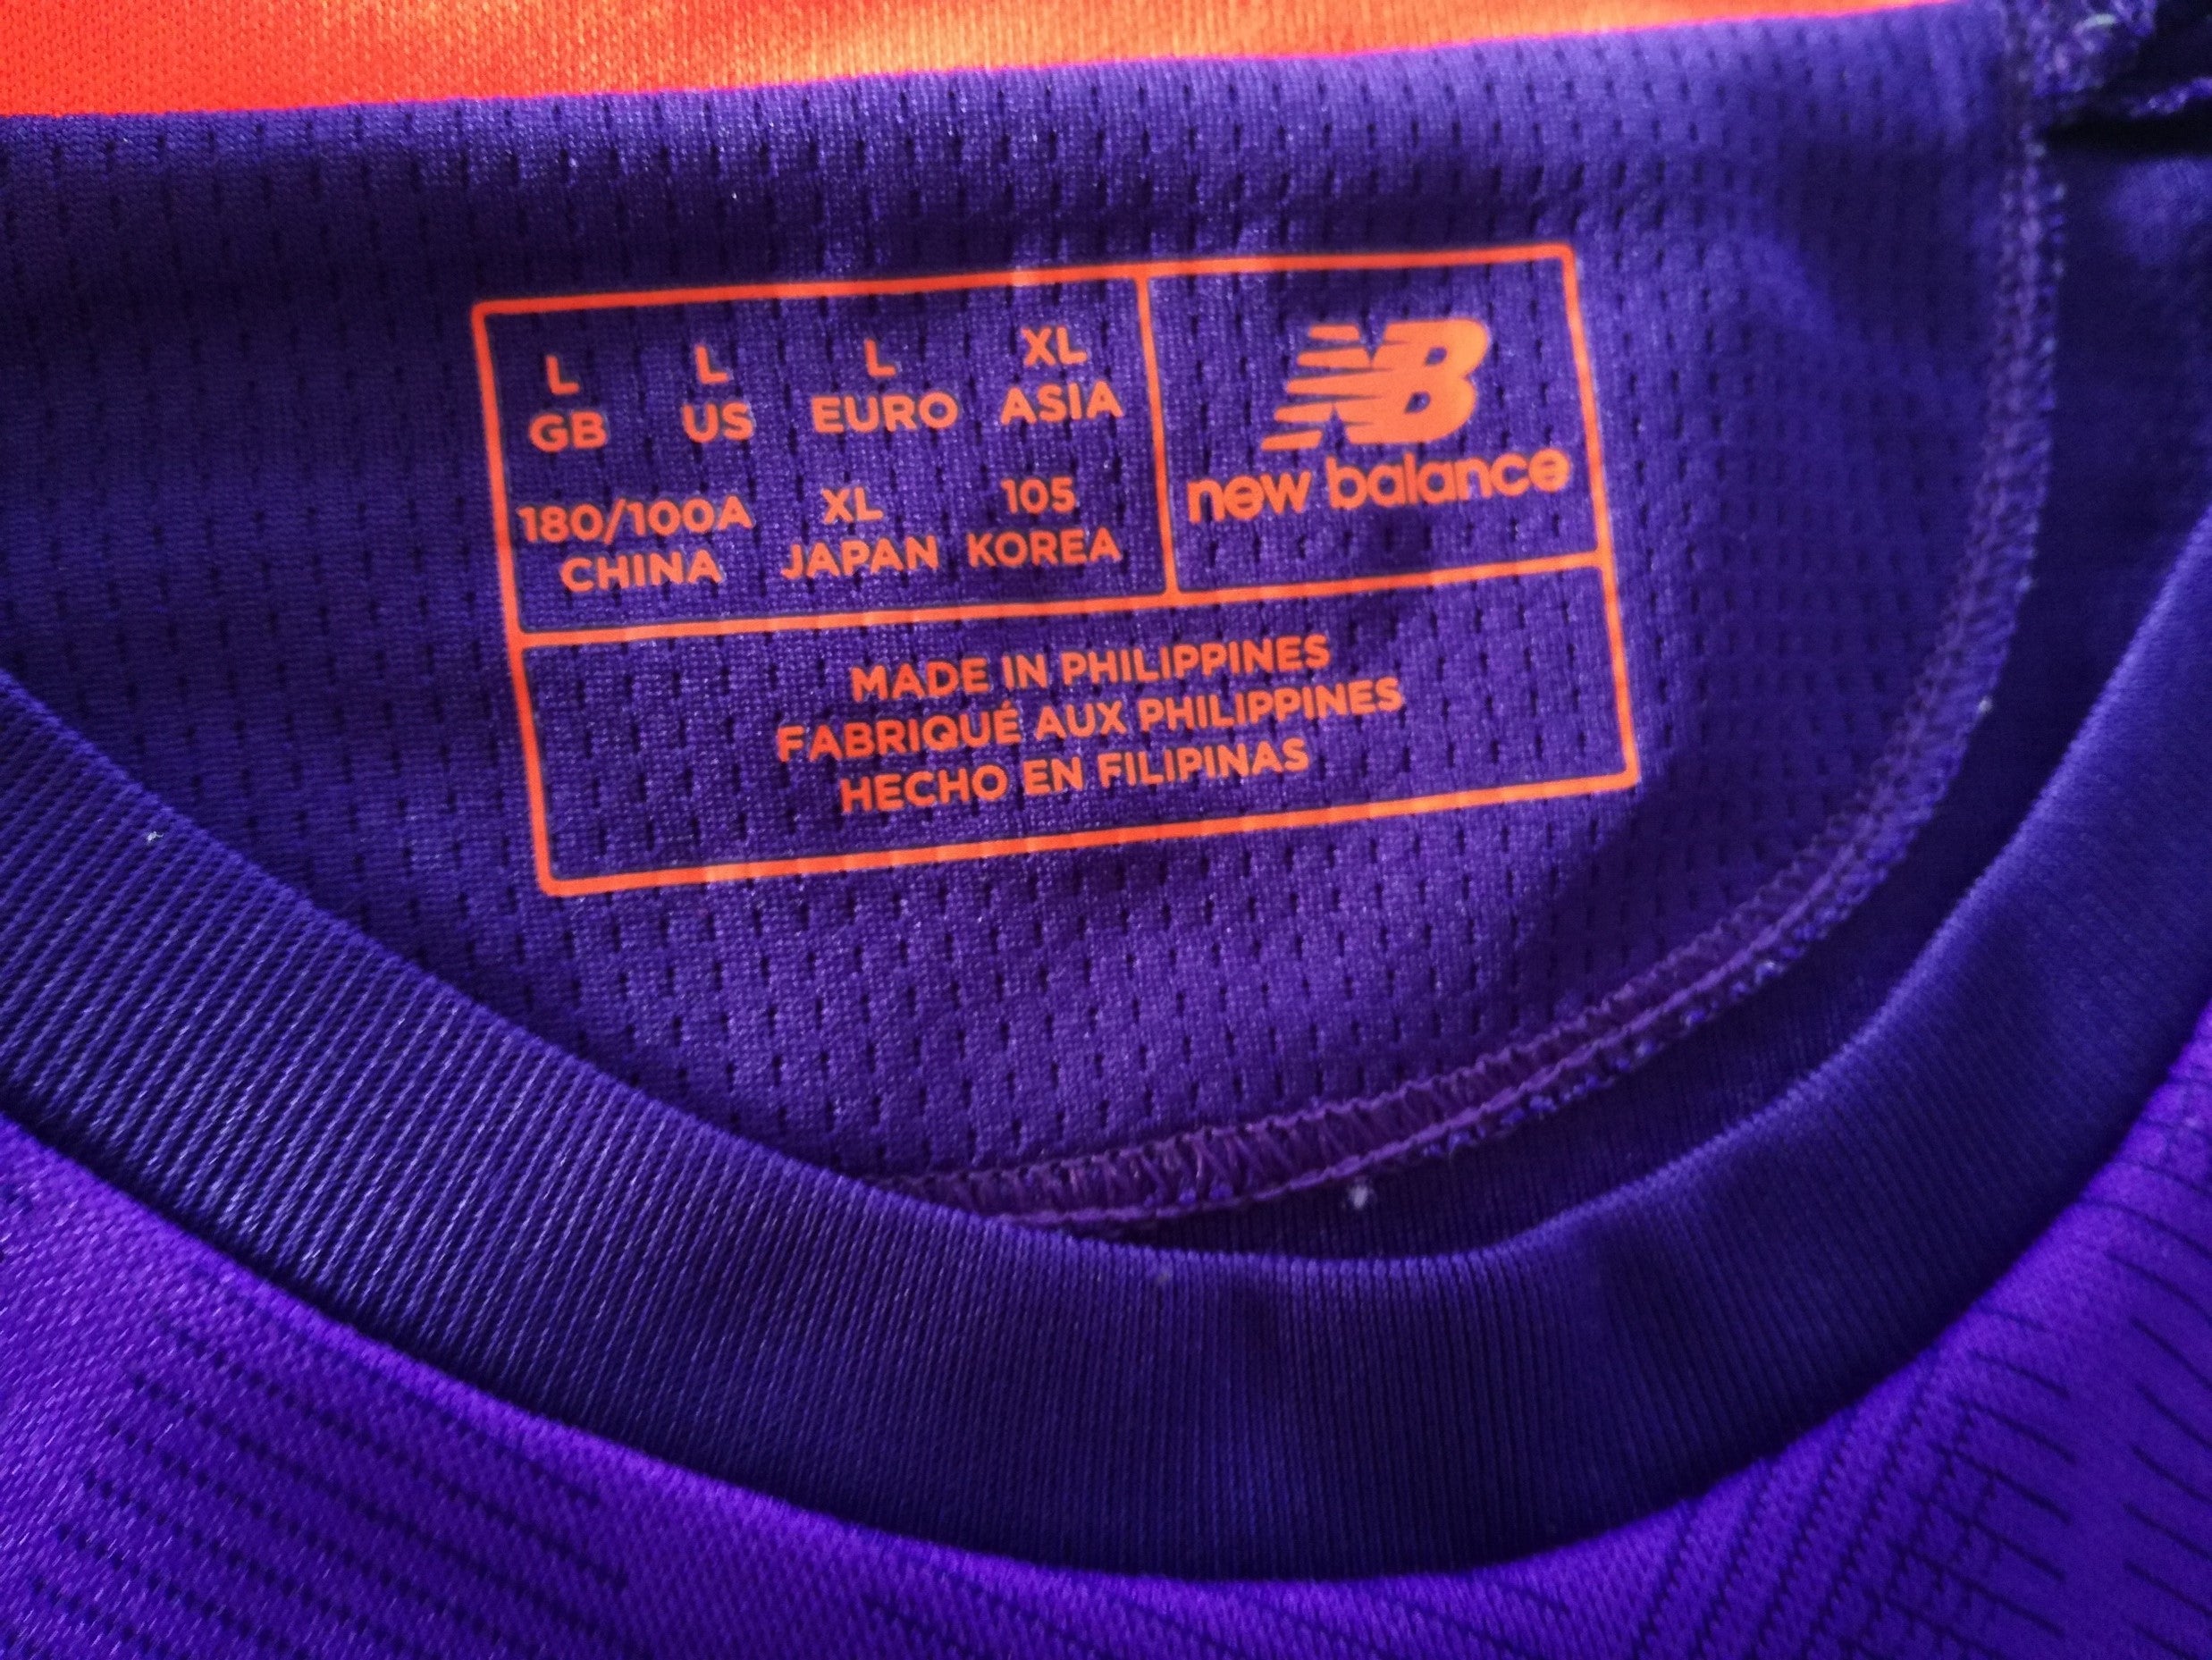 L L L XL
GB US EURO ASIA
180/100A XL 105
CHINA JAPAN KOREA
NB
new balance
MADE IN PHILIPPINES
FABRIQUÉ AUX PHILIPPINES
HECHO EN FILIPINAS